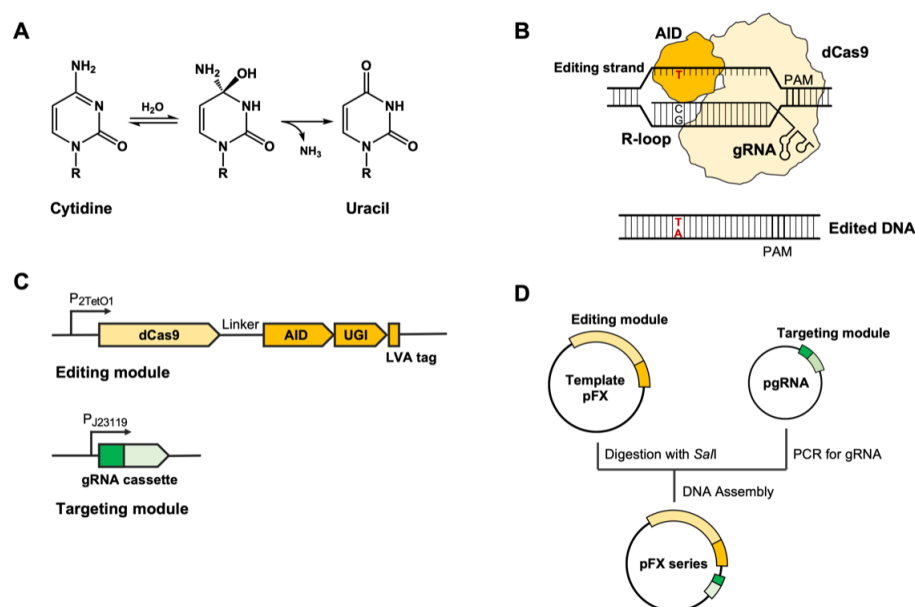 A
NH2
N
N
O
R
Cytidine
H2O
NH2
OH
NH
N
O
R
NH3
O
NH
N
O
R
Uracil
B
AID
dCas9
Editing strand
T
PAM
C
G
R-loop
gRNA
T
A
Edited DNA
PAM
C
P2TetO1
dCas9
Linker
AID
UGI
LVA tag
Editing module
PJ23119
gRNA cassette
Targeting module
D
Editing module
Template
pFX
Targeting module
pgRNA
Digestion with SalI
PCR for gRNA
DNA Assembly
pFX series